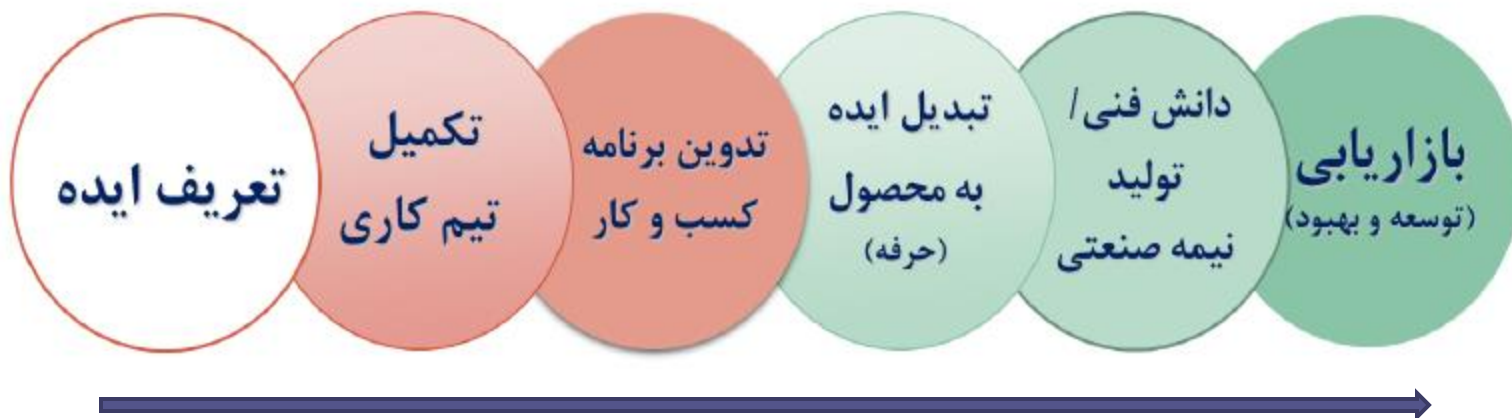 تعریف ایده
تکمیل
تیم کاری
تدوین برنامه
کسب و کار
تبدیل ایده
به محصول
(حرفه)
دانش فنی/
تولید
نیمه صنعتی
بازاریابی
(توسعه و بهبود)